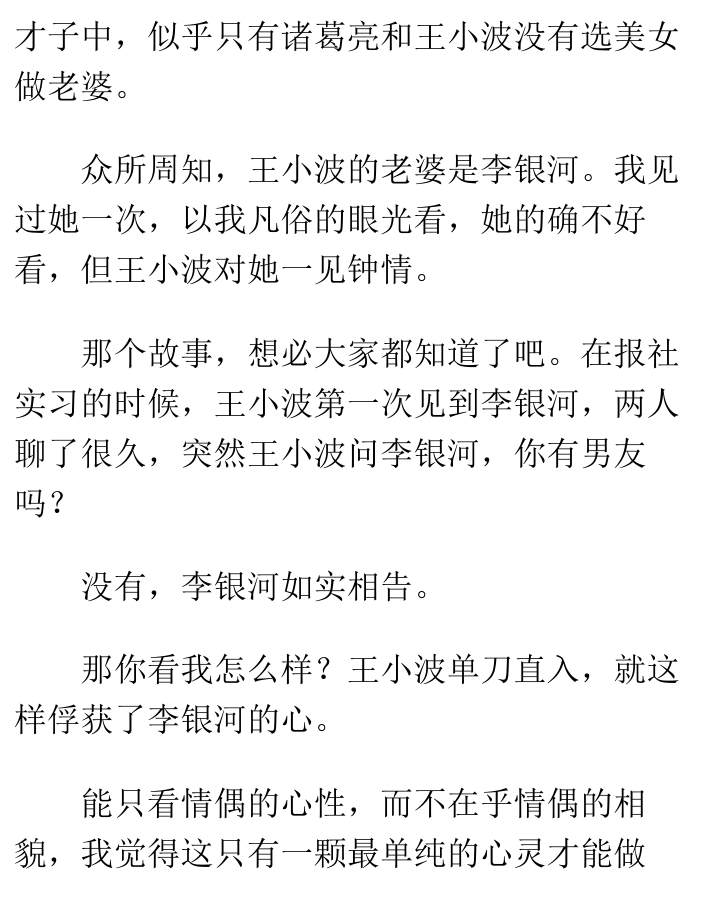 才子中，似乎只有诸葛亮和王小波没有选美女
做老婆。
众所周知，王小波的老婆是李银河。我见
过她一次，以我凡俗的眼光看，她的确不好
看，但王小波对她一见钟情。
那个故事，想必大家都知道了吧。在报社
实习的时候，王小波第一次见到李银河，两人
聊了很久，突然王小波问李银河，你有男友
吗？
没有，李银河如实相告。
那你看我怎么样？王小波单刀直入，就这
样俘获了李银河的心。
能只看情偶的心性，而不在乎情偶的相
貌，我觉得这只有一颗最单纯的心灵才能做